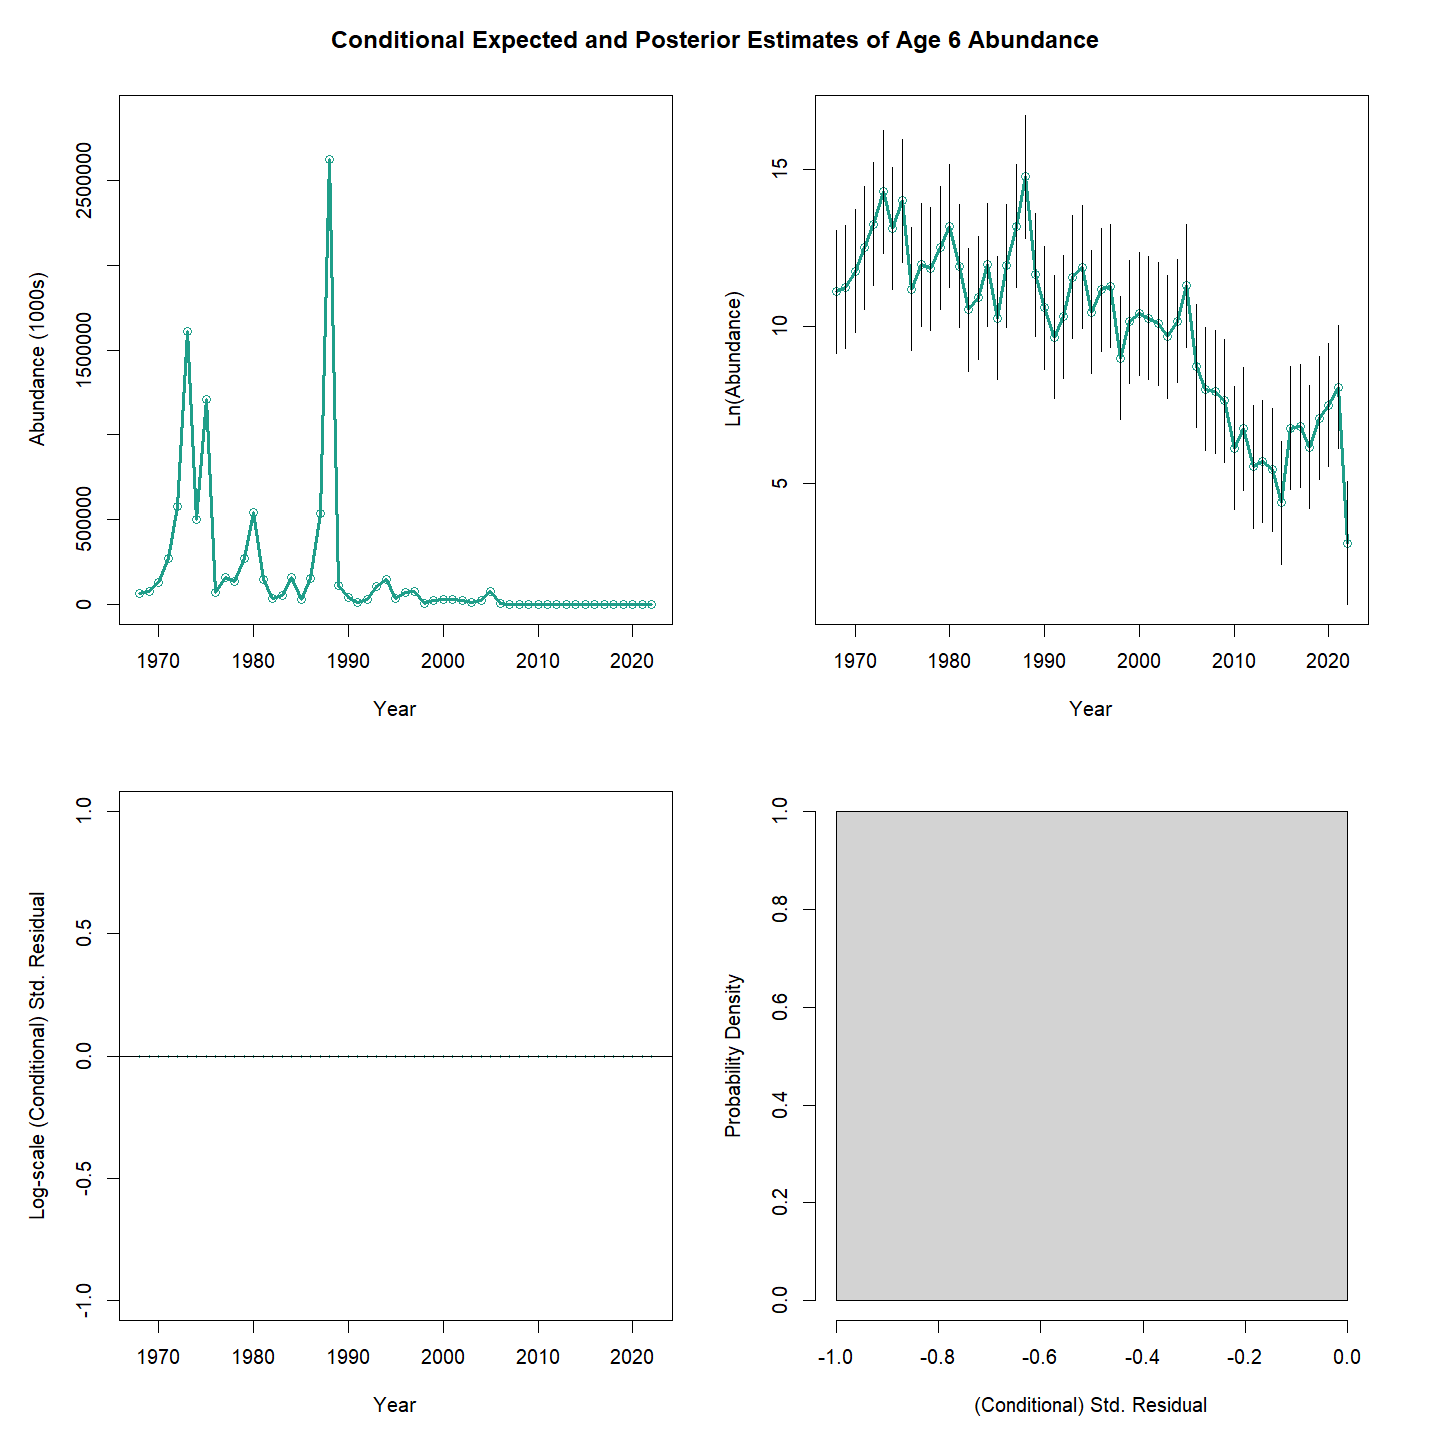 Conditional Expected and Posterior Estimates of Age 6 Abundance
Abundance (1000s)
2500000
1500000
500000
0
1970 1980 1990 2000 2010 2020
Year
Ln(Abundance)
15
10
5
1970 1980 1990 2000 2010 2020
Year
Log-scale (Conditional) Std. Residual
1.0
0.5
0.0
-0.5
-1.0
1970 1980 1990 2000 2010 2020
Year
Probability Density
1.0
0.8
0.6
0.4
0.2
0.0
-1.0 -0.8 -0.6 -0.4 -0.2 0.0
(Conditional) Std. Residual